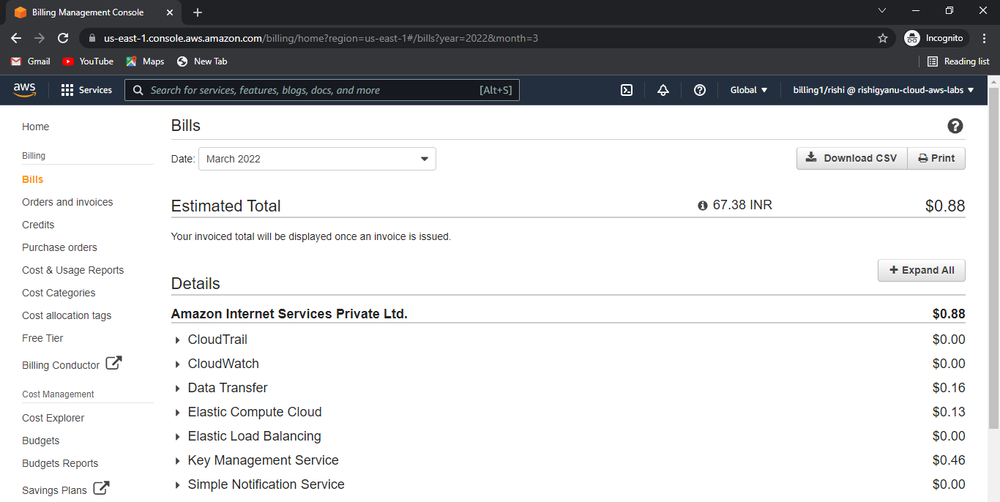 Billing Management Console
us-east-1.console.aws.amazon.com/billing/home?region=us-east-1#/bills?year=2022&month=3
Incognito
Gmail YouTube Maps New Tab Reading list
aws Services Search for services, features, blogs, docs, and more [Alt+S] Global billing1/rishi @ rishigyanu-cloud-aws-labs
Home
Billing
Bills
Orders and invoices
Credits
Purchase orders
Cost & Usage Reports
Cost Categories
Cost allocation tags
Free Tier
Billing Conductor
Cost Management
Cost Explorer
Budgets
Budgets Reports
Savings Plans
Bills
Date: March 2022 Download CSV Print
Estimated Total 67.38 INR $0.88
Your invoiced total will be displayed once an invoice is issued.
Expand All
Details
Amazon Internet Services Private Ltd. $0.88
CloudTrail $0.00
CloudWatch $0.00
Data Transfer $0.16
Elastic Compute Cloud $0.13
Elastic Load Balancing $0.00
Key Management Service $0.46
Simple Notification Service $0.00